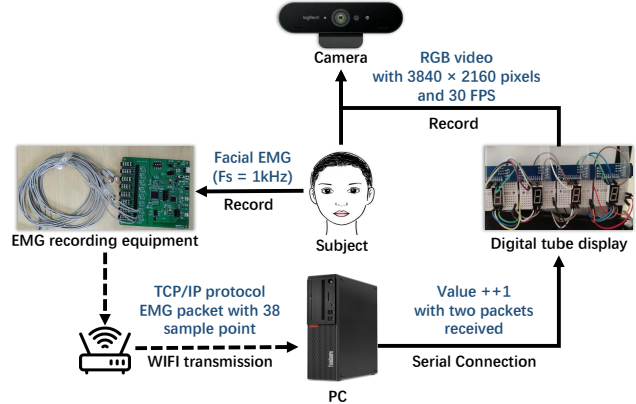 logitech
Camera
RGB video
with 3840 × 2160 pixels
and 30 FPS
Record
Facial EMG
(Fs = 1kHz)
Record
EMG recording equipment
Subject
Digital tube display
TCP/IP protocol
EMG packet with 38
sample point
WIFI transmission
Value ++1
with two packets
received
Serial Connection
ThinkCentre
PC